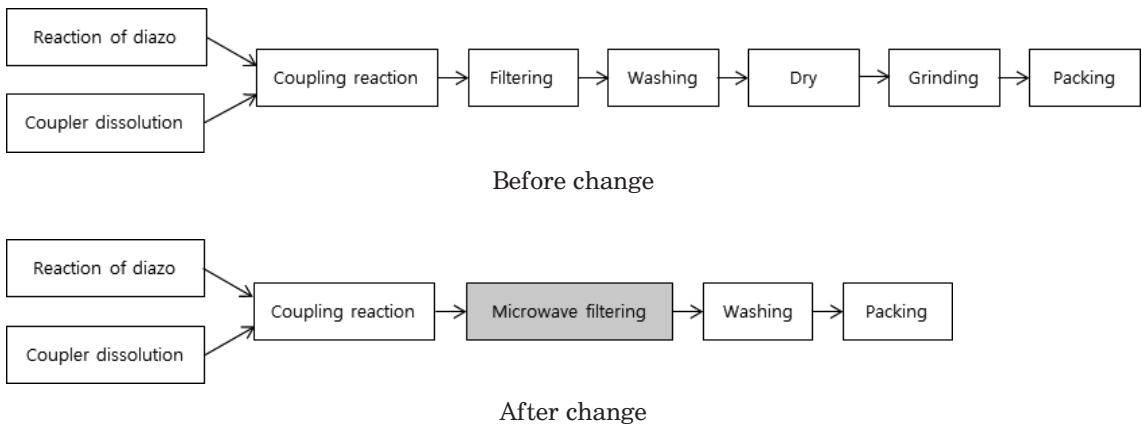 Reaction of diazo
Coupler dissolution
Coupling reaction
Filtering
Washing
Dry
Grinding
Packing
Before change
Reaction of diazo
Coupler dissolution
Coupling reaction
Microwave filtering
Washing
Packing
After change